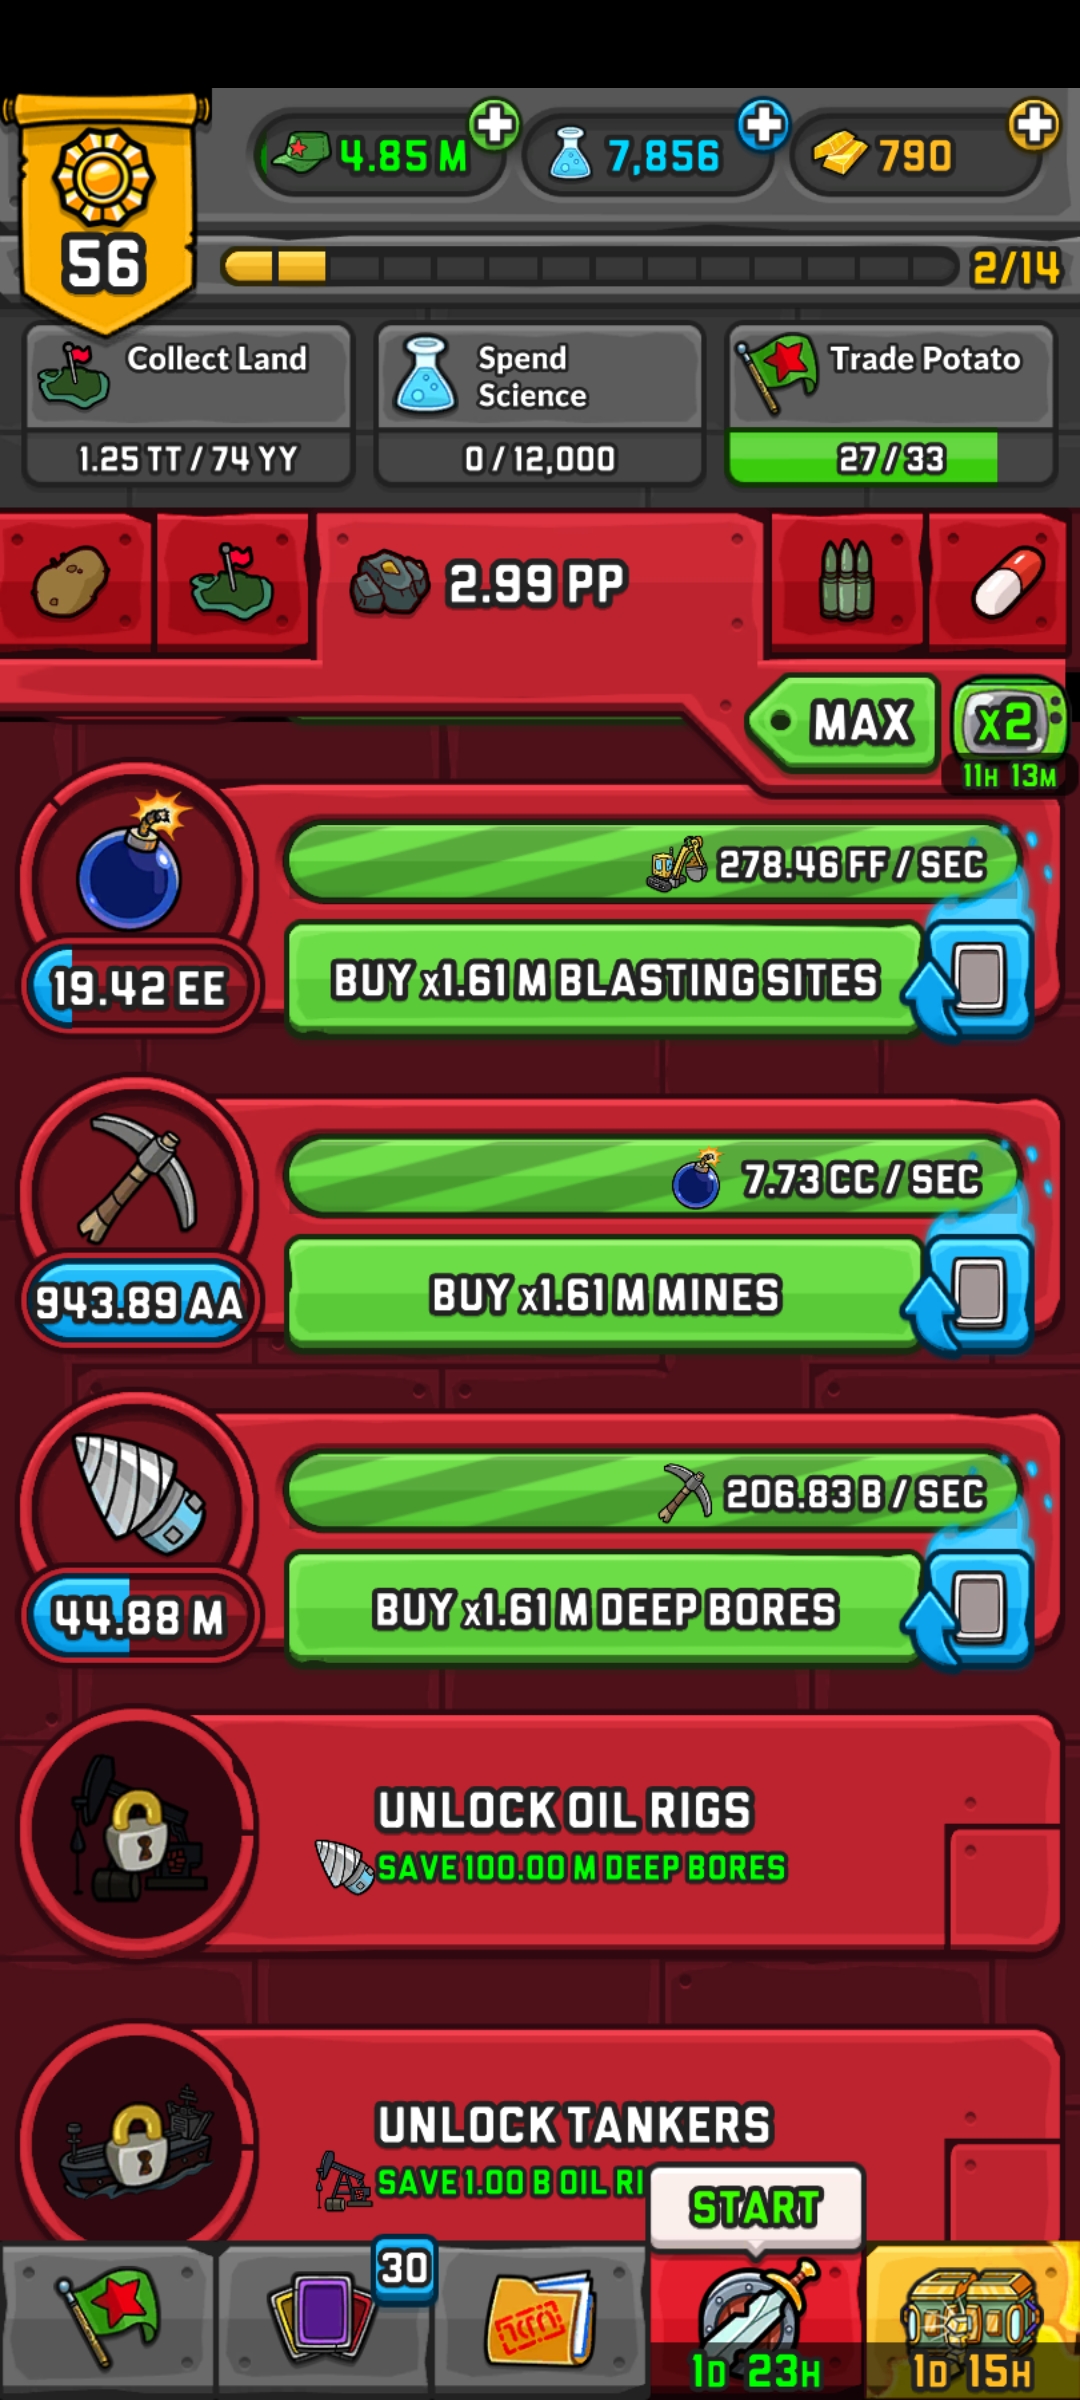 4.85 M
7,856
790
56
2/14
Collect Land
1.25 TT / 74 YY
Spend
Science
0 / 12,000
Trade Potato
27 / 33
2.99 PP
MAX
x2
11H 13M
278.46 FF / SEC
19.42 EE
BUY x1.61 M BLASTING SITES
7.73 CC / SEC
943.89 AA
BUY x1.61 M MINES
206.83 B / SEC
44.88 M
BUY x1.61 M DEEP BORES
UNLOCK OIL RIGS
SAVE 100.00 M DEEP BORES
UNLOCK TANKERS
SAVE 1.00 B OIL RI
START
30
1D 23H
1D 15H